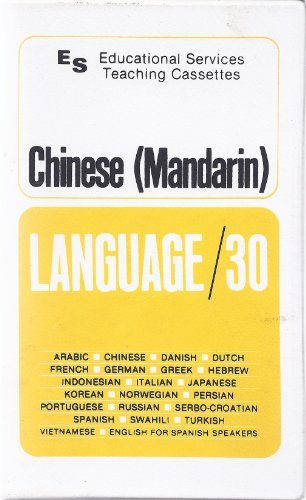 ES Educational Services
Teaching Cassettes
Chinese (Mandarin)
LANGUAGE/30
ARABIC ▪ CHINESE ▪ DANISH ▪ DUTCH
FRENCH ▪ GERMAN ▪ GREEK ▪ HEBREW
INDONESIAN ▪ ITALIAN ▪ JAPANESE
KOREAN ▪ NORWEGIAN ▪ PERSIAN
PORTUGUESE ▪ RUSSIAN ▪ SERBO-CROATIAN
SPANISH ▪ SWAHILI ▪ TURKISH
VIETNAMESE ▪ ENGLISH FOR SPANISH SPEAKERS